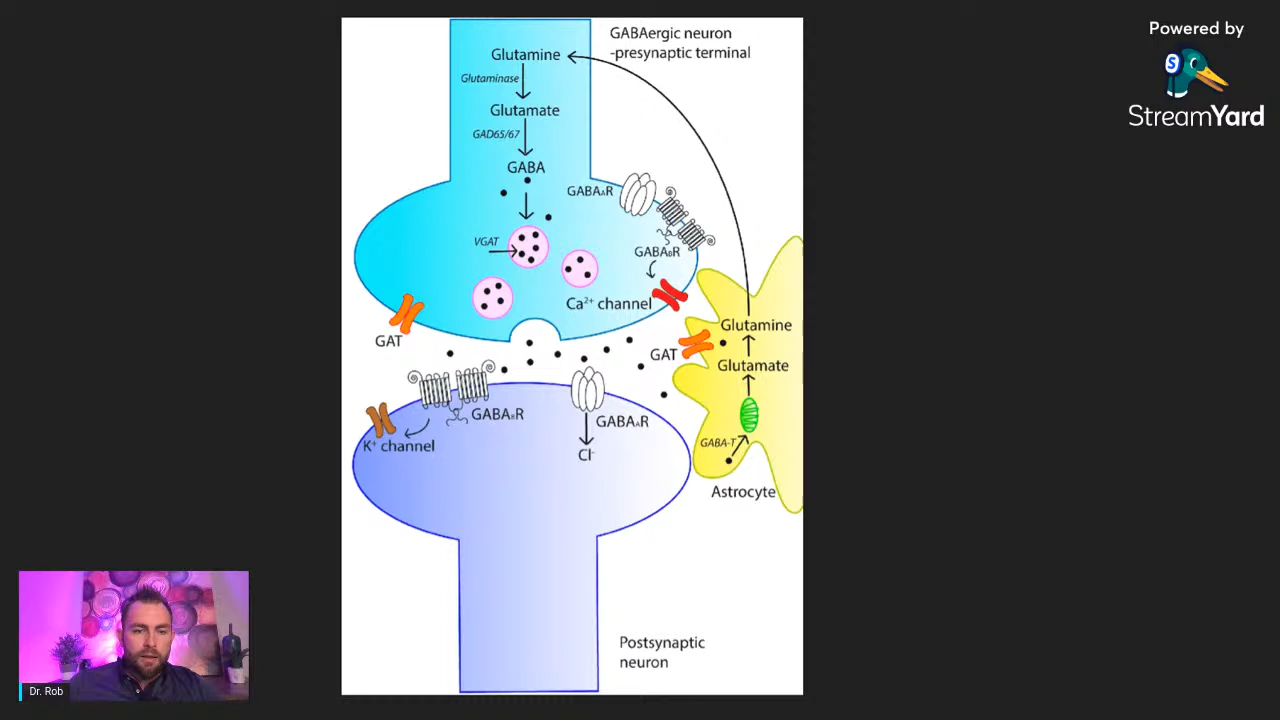 Powered by
StreamYard
GABAergic neuron
-presynaptic terminal
Glutamine
Glutaminase
Glutamate
GAD65/67
GABA
GABAAR
VGAT
GABABR
Ca2+ channel
GAT
GAT
Glutamine
Glutamate
GABA-T
Astrocyte
GABABR
GABAAR
K+ channel
Cl-
Postsynaptic
neuron
Dr. Rob